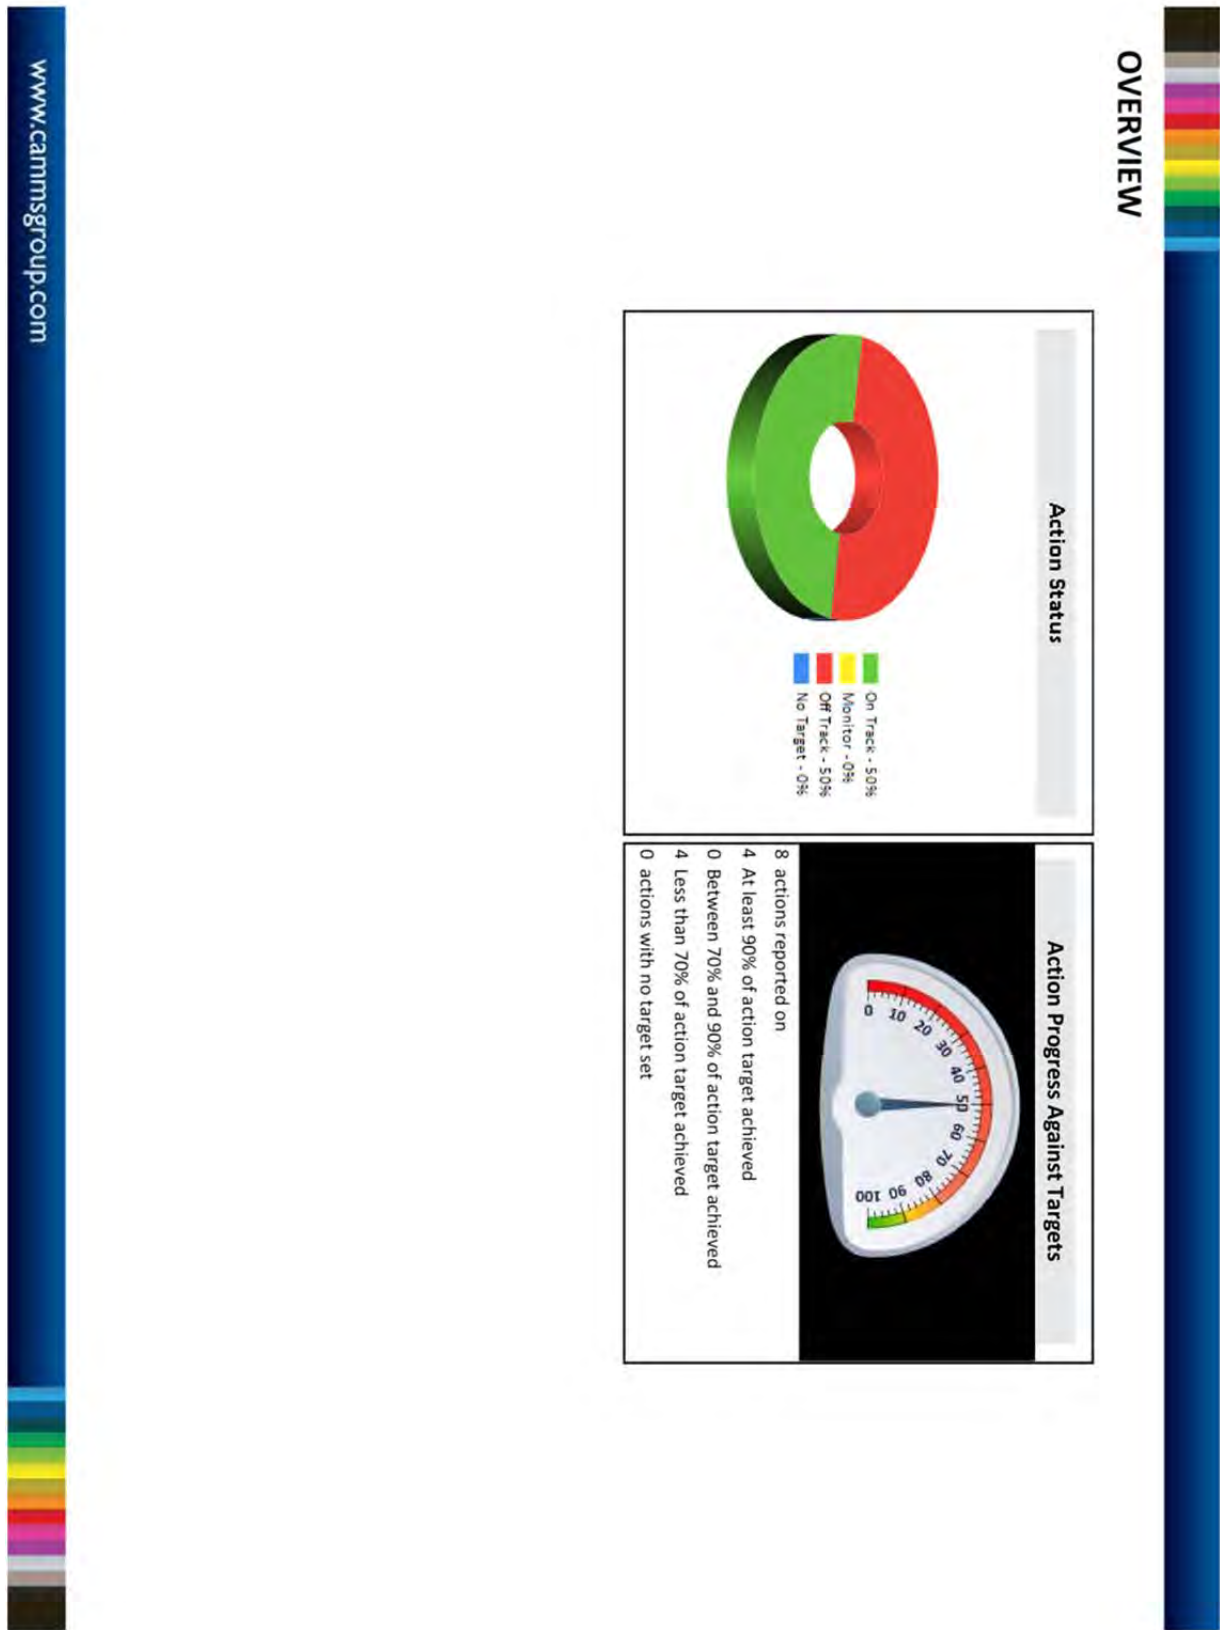 OVERVIEW
Action Status
On Track - 50%
Monitor - 0%
Off Track - 50%
No Target - 0%
Action Progress Against Targets
0 10 20 30 40 50 60 70 80 90 100
8 actions reported on
4 At least 90% of action target achieved
0 Between 70% and 90% of action target achieved
4 Less than 70% of action target achieved
0 actions with no target set
www.cammsgroup.com